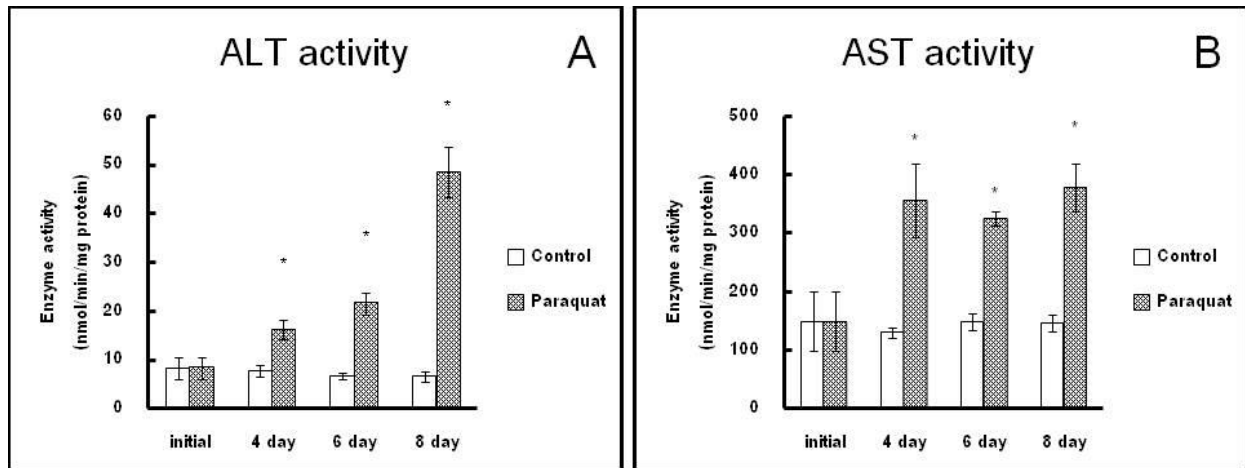 ALT activity
A
60
50
40
30
20
10
0
Enzyme activity
(nmol/min/mg protein)
*
*
*
Control
Paraquat
initial 4 day 6 day 8 day
AST activity
B
500
400
300
200
100
0
Enzyme activity
(nmol/min/mg protein)
*
*
*
Control
Paraquat
initial 4 day 6 day 8 day